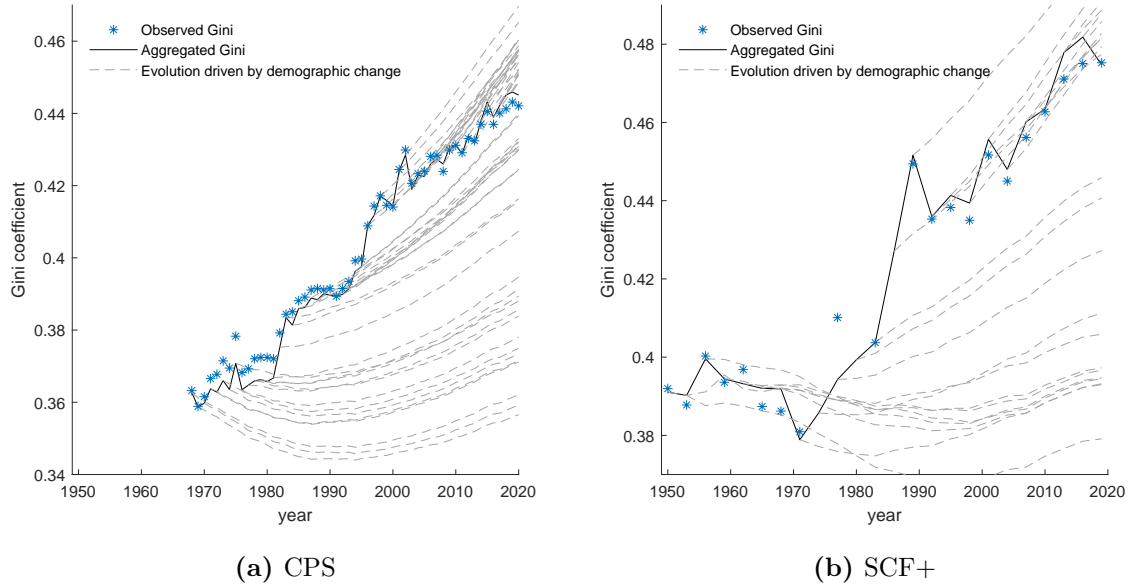 0.46
0.44
0.42
0.4
0.38
0.36
0.34
Gini coefficient
Observed Gini
Aggregated Gini
Evolution driven by demographic change
1950 1960 1970 1980 1990 2000 2010 2020
year
(a) CPS
0.48
0.46
0.44
0.42
0.4
0.38
Gini coefficient
Observed Gini
Aggregated Gini
Evolution driven by demographic change
1950 1960 1970 1980 1990 2000 2010 2020
year
(b) SCF+